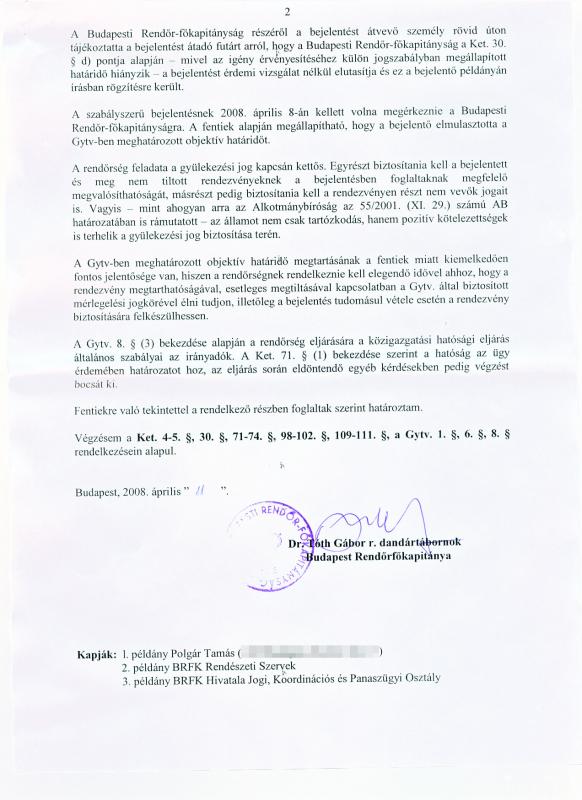 2
A Budapesti Rendőr-főkapitányság részéről a bejelentést átvevő személy rövid úton
tájékoztatta a bejelentést átadó futárt arról, hogy a Budapesti Rendőr-főkapitányság a Ket. 30.
§ d) pontja alapján – mivel az igény érvényesítéséhez külön jogszabályban megállapított
határidő hiányzik – a bejelentést érdemi vizsgálat nélkül elutasítja és ez a bejelentő példányán
írásban rögzítésre került.
A szabályszerű bejelentésnek 2008. április 8-án kellett volna megérkeznie a Budapesti
Rendőr-főkapitányságra. A fentiek alapján megállapítható, hogy a bejelentő elmulasztotta a
Gytv-ben meghatározott objektív határidőt.
A rendőrség feladata a gyülekezési jog kapcsán kettős. Egyrészt biztosítania kell a bejelentett
és meg nem tiltott rendezvényeknek a bejelentésben foglaltaknak megfelelő
megvalósíthatóságát, másrészt pedig biztosítania kell a rendezvényen részt nem vevők jogait
is. Vagyis – mint ahogyan arra az Alkotmánybíróság az 55/2001. (XI. 29.) számú AB
határozatában is rámutatott – az államot nem csak tartózkodás, hanem pozitív kötelezettségek
is terhelik a gyülekezési jog biztosítása terén.
A Gytv-ben meghatározott objektív határidő megtartásának a fentiek miatt kiemelkedően
fontos jelentősége van, hiszen a rendőrségnek rendelkeznie kell elegendő idővel ahhoz, hogy a
rendezvény megtarthatóságával, esetleges megtiltásával kapcsolatban a Gytv. által biztosított
mérlegelési jogkörével élni tudjon, illetőleg a bejelentés tudomásul vétele esetén a rendezvény
biztosítására felkészülhessen.
A Gytv. 8. § (3) bekezdése alapján a rendőrség eljárására a közigazgatási hatósági eljárás
általános szabályai az irányadók. A Ket. 71. § (1) bekezdése szerint a hatóság az ügy
érdemében határozatot hoz, az eljárás során eldöntendő egyéb kérdésekben pedig végzést
bocsát ki.
Fentiekre való tekintettel a rendelkező részben foglaltak szerint határoztam.
Végzésem a Ket. 4-5. §, 30. §, 71-74. §, 98-102. §, 109-111. §, a Gytv. 1. §, 6. §, 8. §
rendelkezésein alapul.
Budapest, 2008. április " 11 ".
Dr. Tóth Gábor r. dandártábornok
Budapest Rendőrfőkapitánya
Kapják: 1. példány Polgár Tamás ( )
2. példány BRFK Rendészeti Szervek
3. példány BRFK Hivatala Jogi, Koordinációs és Panaszügyi Osztály